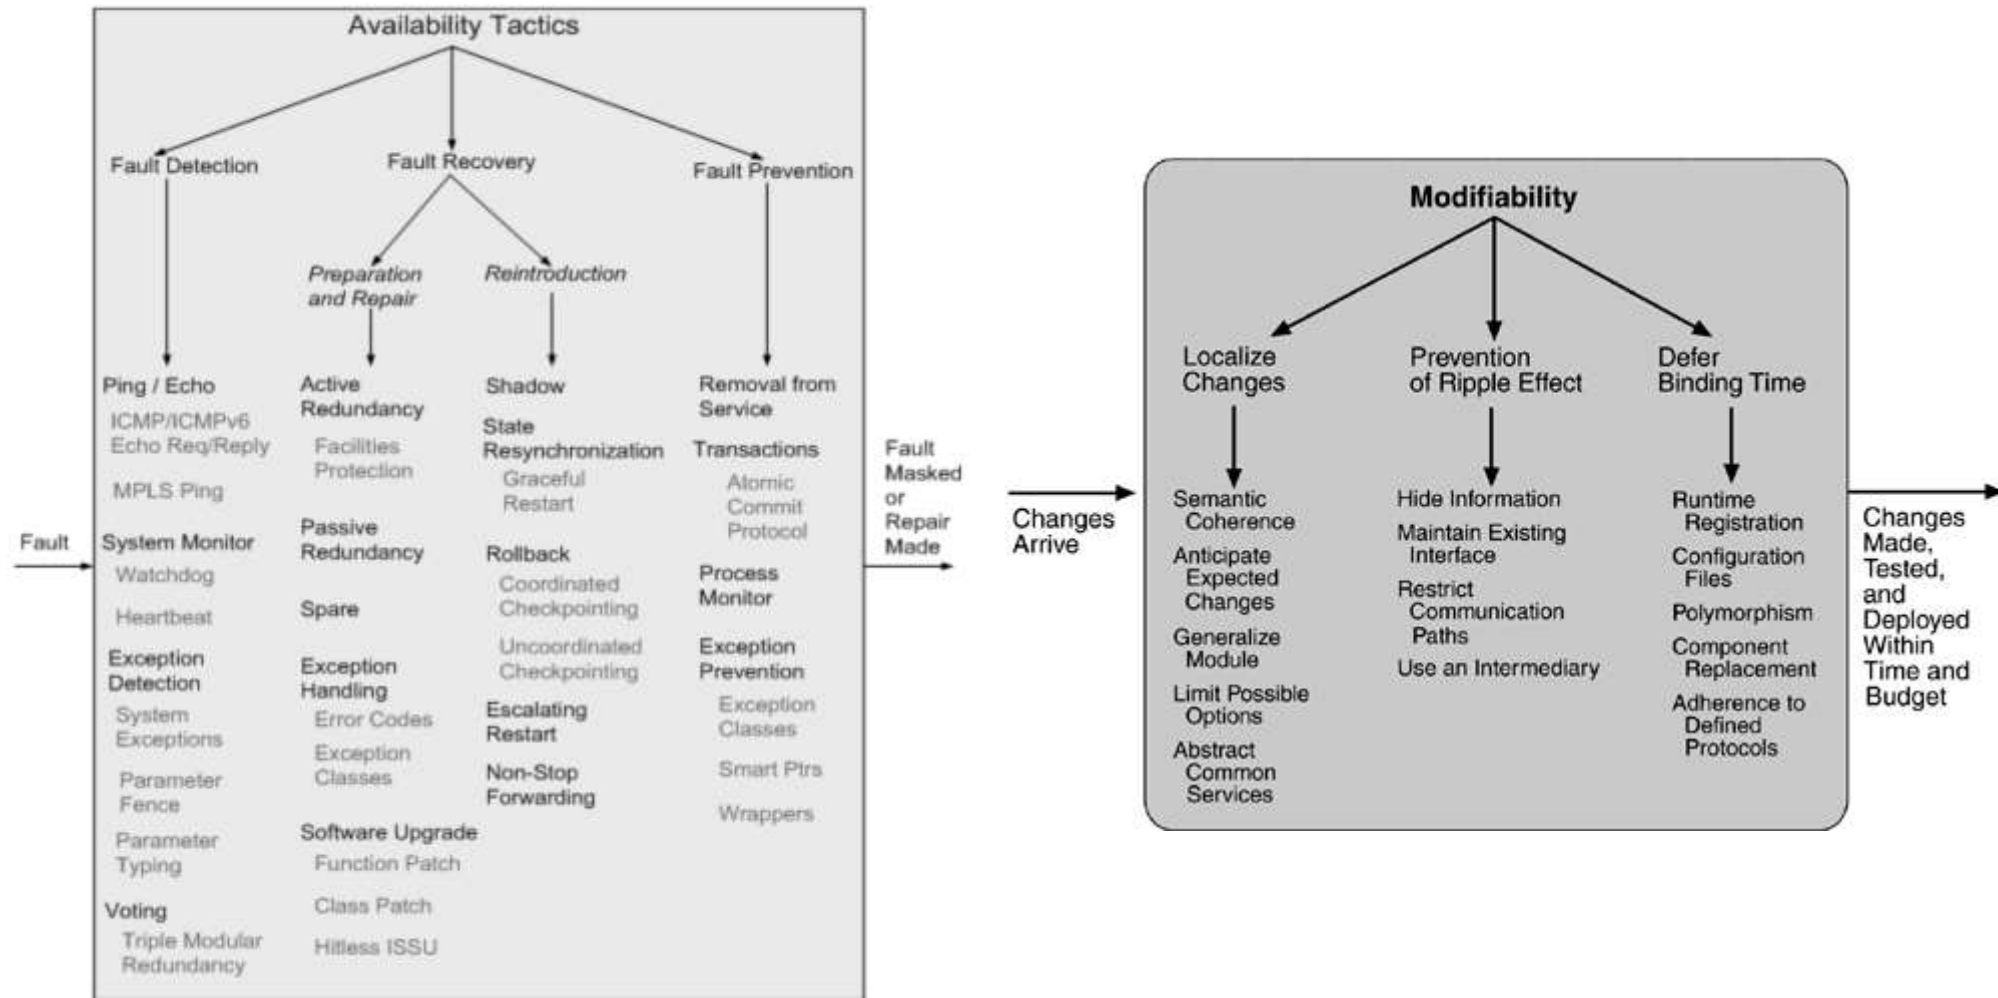 Availability Tactics
Fault Detection
Fault Recovery
Fault Prevention
Preparation
and Repair
Reintroduction
Fault
Ping / Echo
ICMP/ICMPv6
Echo Req/Reply
MPLS Ping
System Monitor
Watchdog
Heartbeat
Exception
Detection
System
Exceptions
Parameter
Fence
Parameter
Typing
Voting
Triple Modular
Redundancy
Active
Redundancy
Facilities
Protection
Passive
Redundancy
Spare
Exception
Handling
Error Codes
Exception
Classes
Software Upgrade
Function Patch
Class Patch
Hitless ISSU
Shadow
State
Resynchronization
Graceful
Restart
Rollback
Coordinated
Checkpointing
Uncoordinated
Checkpointing
Escalating
Restart
Non-Stop
Forwarding
Removal from
Service
Transactions
Atomic
Commit
Protocol
Process
Monitor
Exception
Prevention
Exception
Classes
Smart Ptrs
Wrappers
Fault
Masked
or
Repair
Made
Modifiability
Changes
Arrive
Localize
Changes
Semantic
Coherence
Anticipate
Expected
Changes
Generalize
Module
Limit Possible
Options
Abstract
Common
Services
Prevention
of Ripple Effect
Hide Information
Maintain Existing
Interface
Restrict
Communication
Paths
Use an Intermediary
Defer
Binding Time
Runtime
Registration
Configuration
Files
Polymorphism
Component
Replacement
Adherence to
Defined
Protocols
Changes
Made,
Tested,
and
Deployed
Within
Time and
Budget